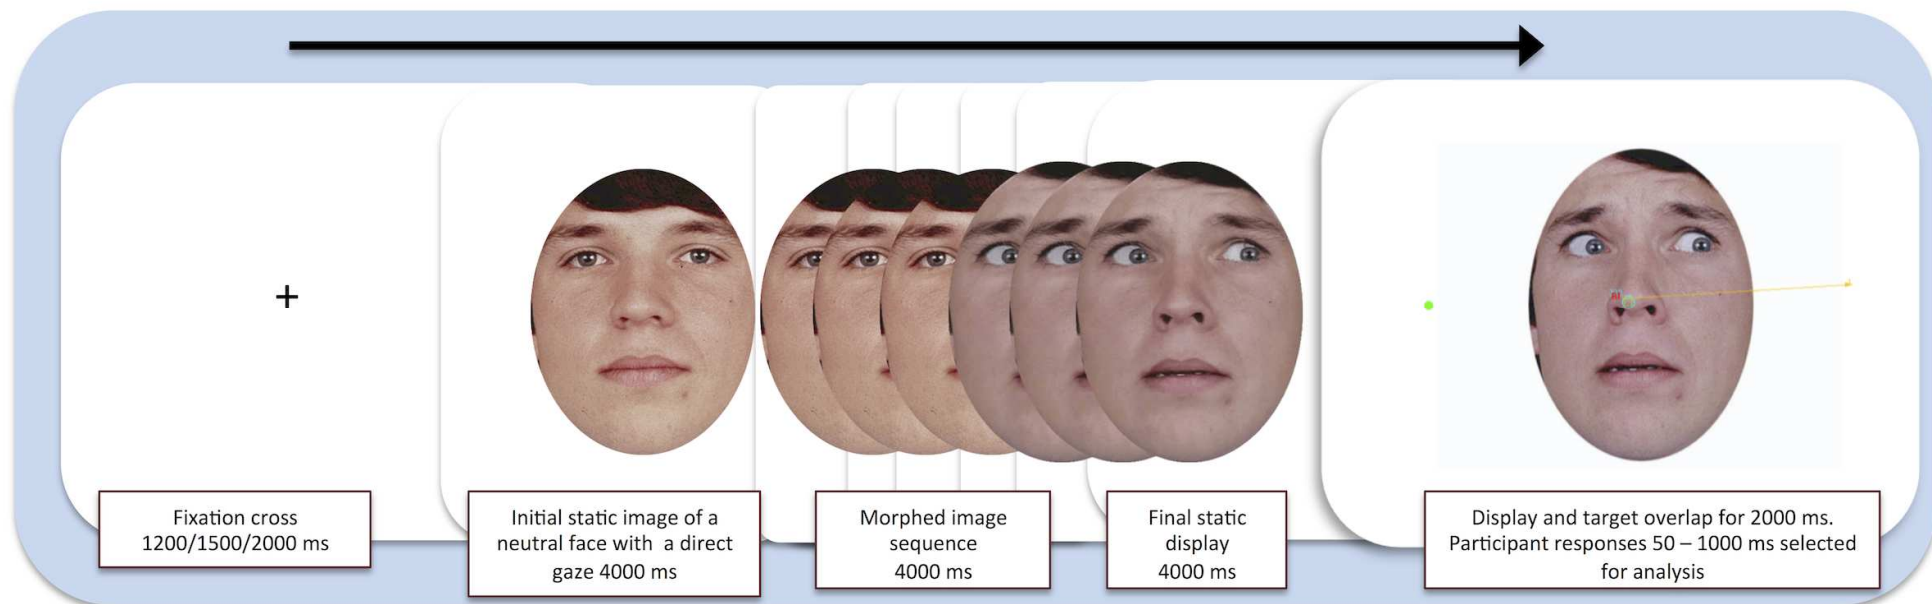 +
Fixation cross
1200/1500/2000 ms
Initial static image of a
neutral face with a direct
gaze 4000 ms
Morphed image
sequence
4000 ms
Final static
display
4000 ms
Display and target overlap for 2000 ms.
Participant responses 50 – 1000 ms selected
for analysis